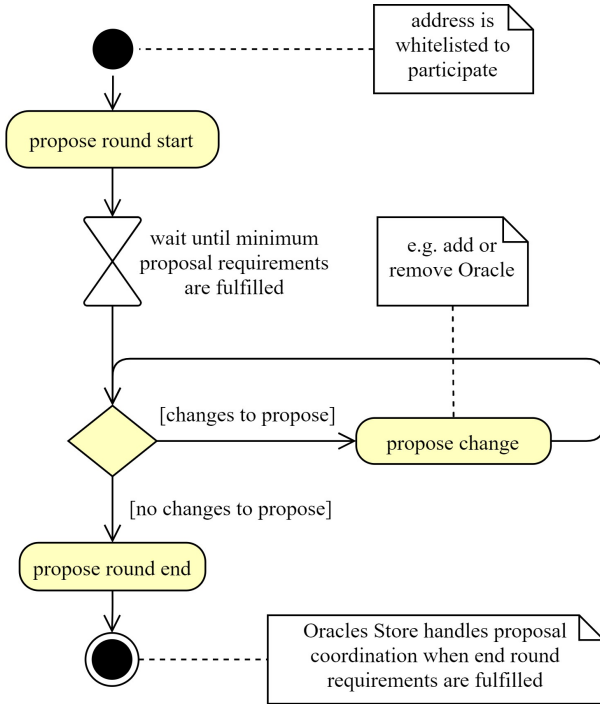 address is
whitelisted to
participate
propose round start
wait until minimum
proposal requirements
are fulfilled
e.g. add or
remove Oracle
[changes to propose]
propose change
[no changes to propose]
propose round end
Oracles Store handles proposal
coordination when end round
requirements are fulfilled